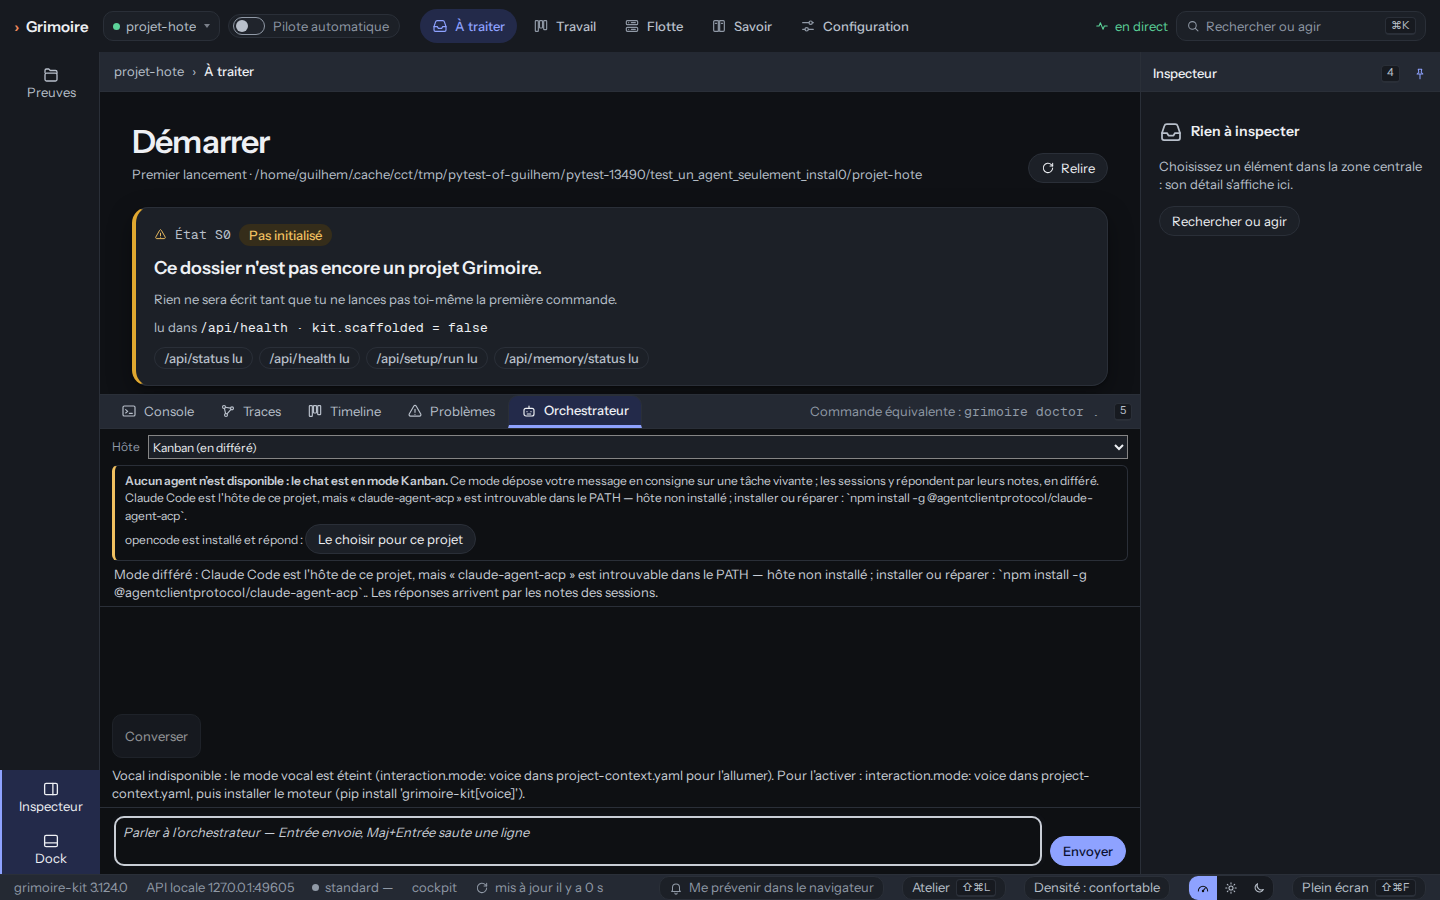 › Grimoire
projet-hote
Pilote automatique
À traiter
Travail
Flotte
Savoir
Configuration
en direct
Rechercher ou agir
⌘K
Preuves
projet-hote › À traiter
Inspecteur
4
Démarrer
Premier lancement · /home/guilhem/.cache/cct/tmp/pytest-of-guilhem/pytest-13490/test_un_agent_seulement_instal0/projet-hote
Relire
État S0
Pas initialisé
Ce dossier n'est pas encore un projet Grimoire.
Rien ne sera écrit tant que tu ne lances pas toi-même la première commande.
lu dans /api/health · kit.scaffolded = false
/api/status lu
/api/health lu
/api/setup/run lu
/api/memory/status lu
Rien à inspecter
Choisissez un élément dans la zone centrale
: son détail s'affiche ici.
Rechercher ou agir
Console
Traces
Timeline
Problèmes
Orchestrateur
Commande équivalente : grimoire doctor .
5
Hôte
Kanban (en différé)
Aucun agent n'est disponible : le chat est en mode Kanban. Ce mode dépose votre message en consigne sur une tâche vivante ; les sessions y répondent par leurs notes, en différé.
Claude Code est l'hôte de ce projet, mais « claude-agent-acp » est introuvable dans le PATH — hôte non installé ; installer ou réparer : `npm install -g @agentclientprotocol/claude-
agent-acp`.
opencode est installé et répond :
Le choisir pour ce projet
Mode différé : Claude Code est l'hôte de ce projet, mais « claude-agent-acp » est introuvable dans le PATH — hôte non installé ; installer ou réparer : `npm install -g
@agentclientprotocol/claude-agent-acp`.. Les réponses arrivent par les notes des sessions.
Converser
Vocal indisponible : le mode vocal est éteint (interaction.mode: voice dans project-context.yaml pour l'allumer). Pour l'activer : interaction.mode: voice dans project-
context.yaml, puis installer le moteur (pip install 'grimoire-kit[voice]').
Inspecteur
Dock
Parler à l'orchestrateur — Entrée envoie, Maj+Entrée saute une ligne
Envoyer
grimoire-kit 3.124.0
API locale 127.0.0.1:49605
standard —
cockpit
mis à jour il y a 0 s
Me prévenir dans le navigateur
Atelier
⇧⌘L
Densité : confortable
Plein écran
⇧⌘F